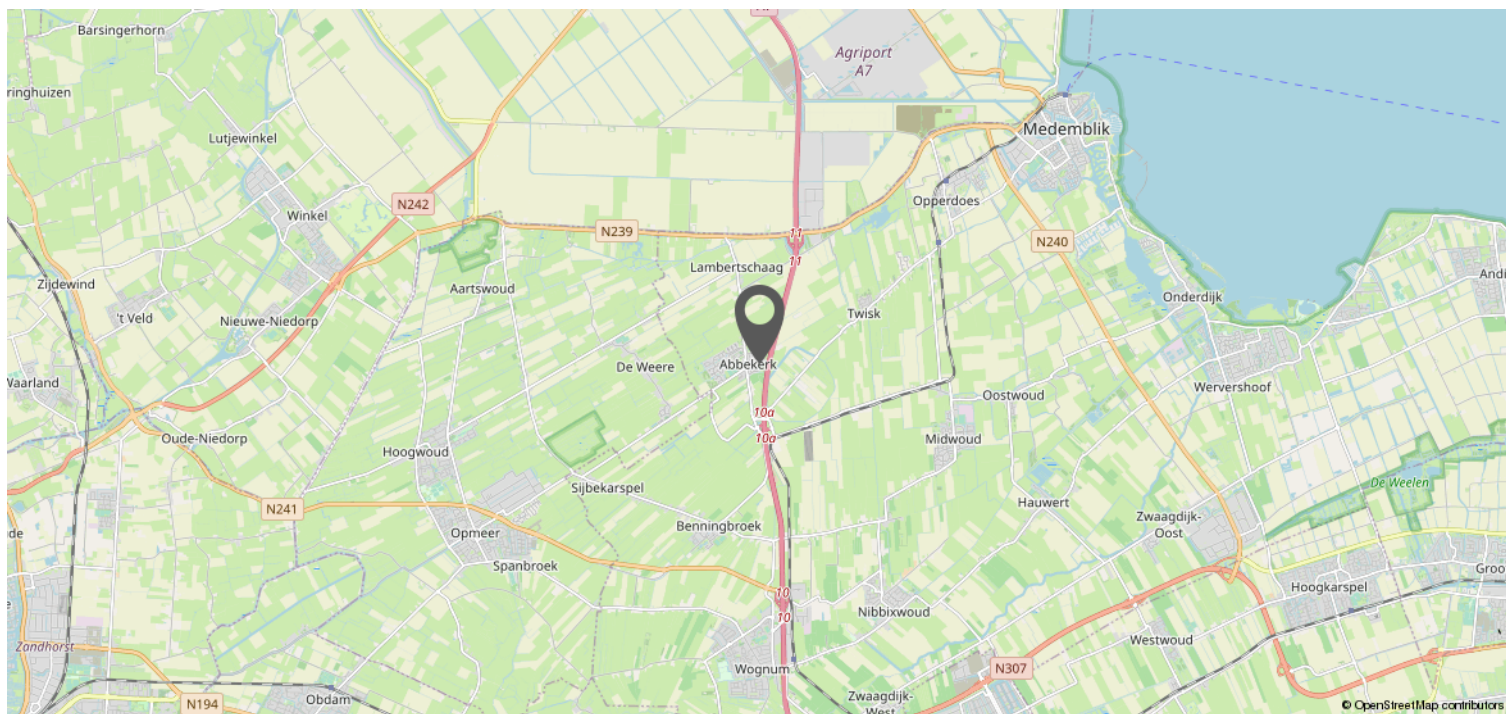 Barsingerhorn
Agriport
A7
ringhuizen
Medemblik
Lutjewinkel
Opperdoes
N242
Winkel
N239
11
11
N240
Lambertschaag
Zijdewind
Aartswoud
Andi
Onderdijk
't Veld
Nieuwe-Niedorp
Twisk
De Weere
Abbekerk
Waarland
Wervershoof
Oostwoud
10a
10a
Oude-Niedorp
Midwoud
Hoogwoud
Sijbekarspel
De Weelen
N241
Hauwert
Zwaagdijk-
Oost
Benningbroek
Opmeer
de
Spanbroek
Groo
Hoogkarspel
10
10
Nibbixwoud
Westwoud
Zandhorst
Wognum
N307
Obdam
N194
Zwaagdijk-
West
© OpenStreetMap contributors